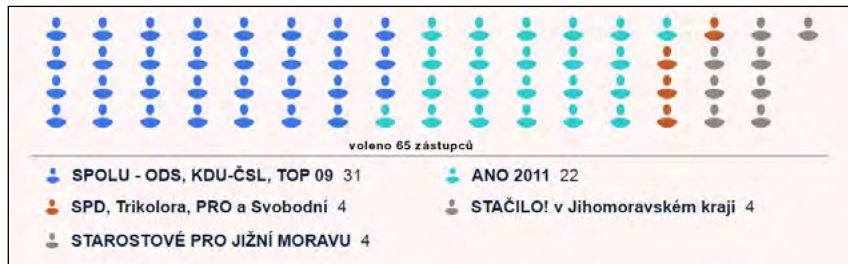 voleno 65 zástupců
SPOLU - ODS, KDU-ČSL, TOP 09 31
ANO 2011 22
SPD, Trikolora, PRO a Svobodní 4
STAČILO! v Jihomoravském kraji 4
STAROSTOVÉ PRO JIŽNÍ MORAVU 4